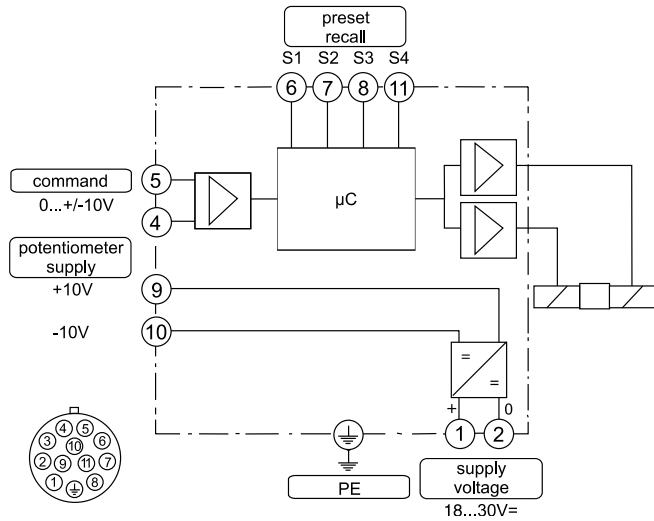 preset
recall
S1 S2 S3 S4
6 7 8 11
command
0...+/-10V
5
4
µC
potentiometer
supply
+10V
9
-10V
10
=
=
+ 0
1 2
PE
supply
voltage
18...30V=
4 5
3 10 6
2 9 11 7
1 8